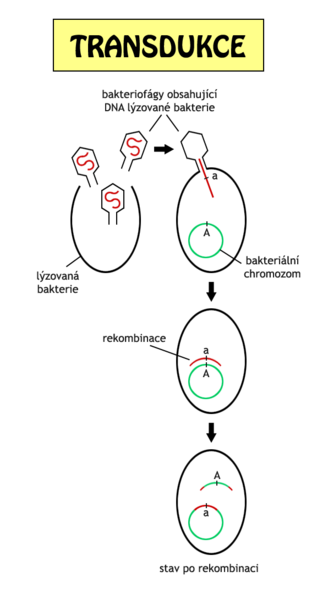 TRANSDUKCE
bakteriofágy obsahující
DNA lýzované bakterie
a
A
lýzovaná
bakterie
bakteriální
chromozom
rekombinace
a
A
A
a
stav po rekombinaci